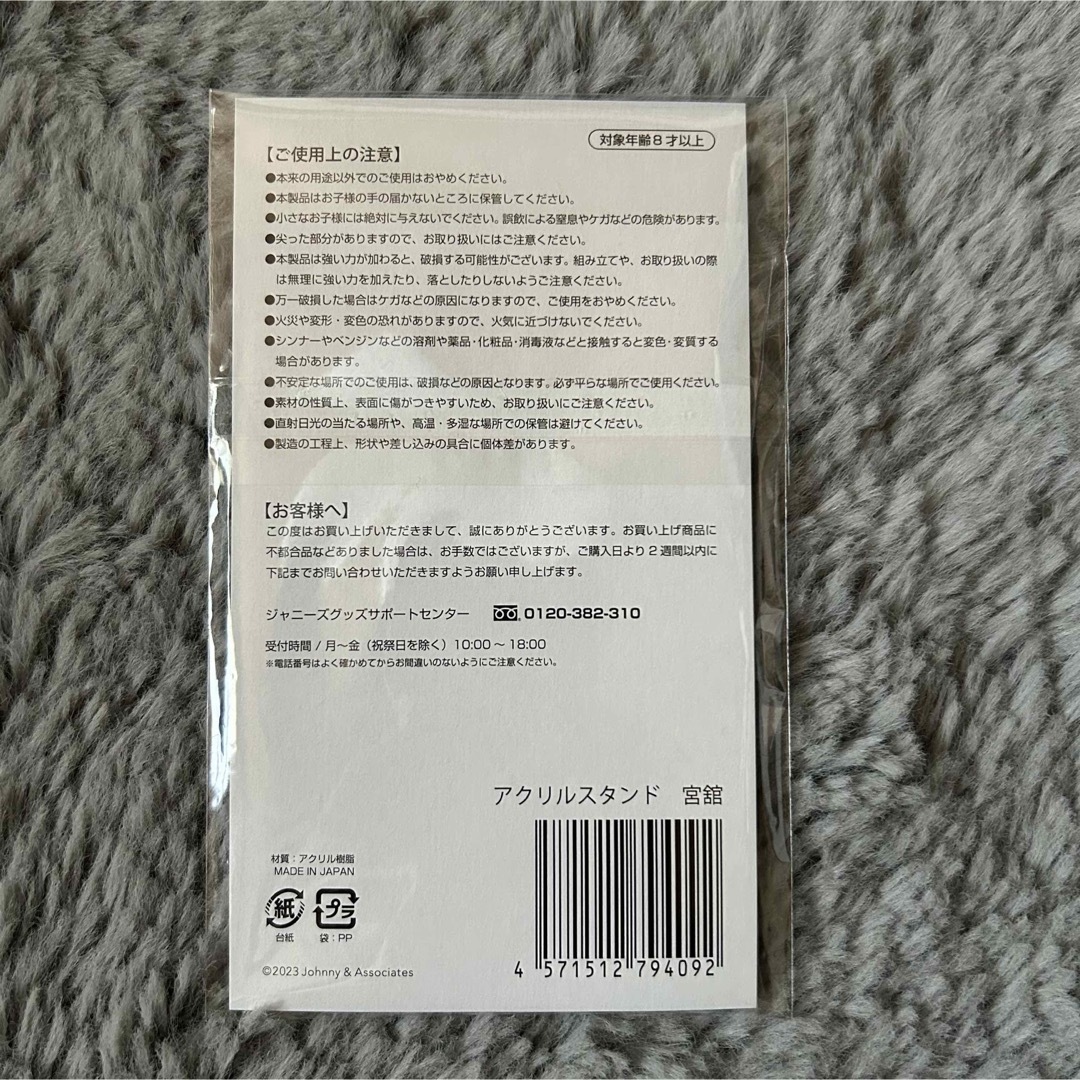 対象年齢8才以上
【ご使用上の注意】
●本来の用途以外でのご使用はおやめください。
●本製品はお子様の手の届かないところに保管してください。
●小さなお子様には絶対に与えないでください。誤飲による窒息やケガなどの危険があります。
●尖った部分がありますので、お取り扱いにはご注意ください。
●本製品は強い力が加わると、破損する可能性がございます。組み立てや、お取り扱いの際
は無理に強い力を加えたり、落としたりしないようご注意ください。
●万一破損した場合はケガなどの原因になりますので、ご使用をおやめください。
●火災や変形・変色の恐れがありますので、火気に近づけないでください。
●シンナーやベンジンなどの溶剤や薬品・化粧品・消毒液などと接触すると変色・変質する
場合があります。
●不安定な場所でのご使用は、破損などの原因となります。必ず平らな場所でご使用ください。
●素材の性質上、表面に傷がつきやすいため、お取り扱いにご注意ください。
●直射日光の当たる場所や、高温・多湿な場所での保管は避けてください。
●製造の工程上、形状や差し込みの具合に個体差があります。
【お客様へ】
この度はお買い上げいただきまして、誠にありがとうございます。お買い上げ商品に
不都合品などありました場合は、お手数ではございますが、ご購入日より2週間以内に
下記までお問い合わせいただきますようお願い申し上げます。
ジャニーズグッズサポートセンター 0120-382-310
受付時間/月〜金（祝祭日を除く）10:00〜18:00
※電話番号はよく確かめてからお間違いのないようにご注意ください。
アクリルスタンド 宮舘
材質：アクリル樹脂
MADE IN JAPAN
紙 プラ
台紙 袋：PP
4 571512 794092
©2023 Johnny & Associates